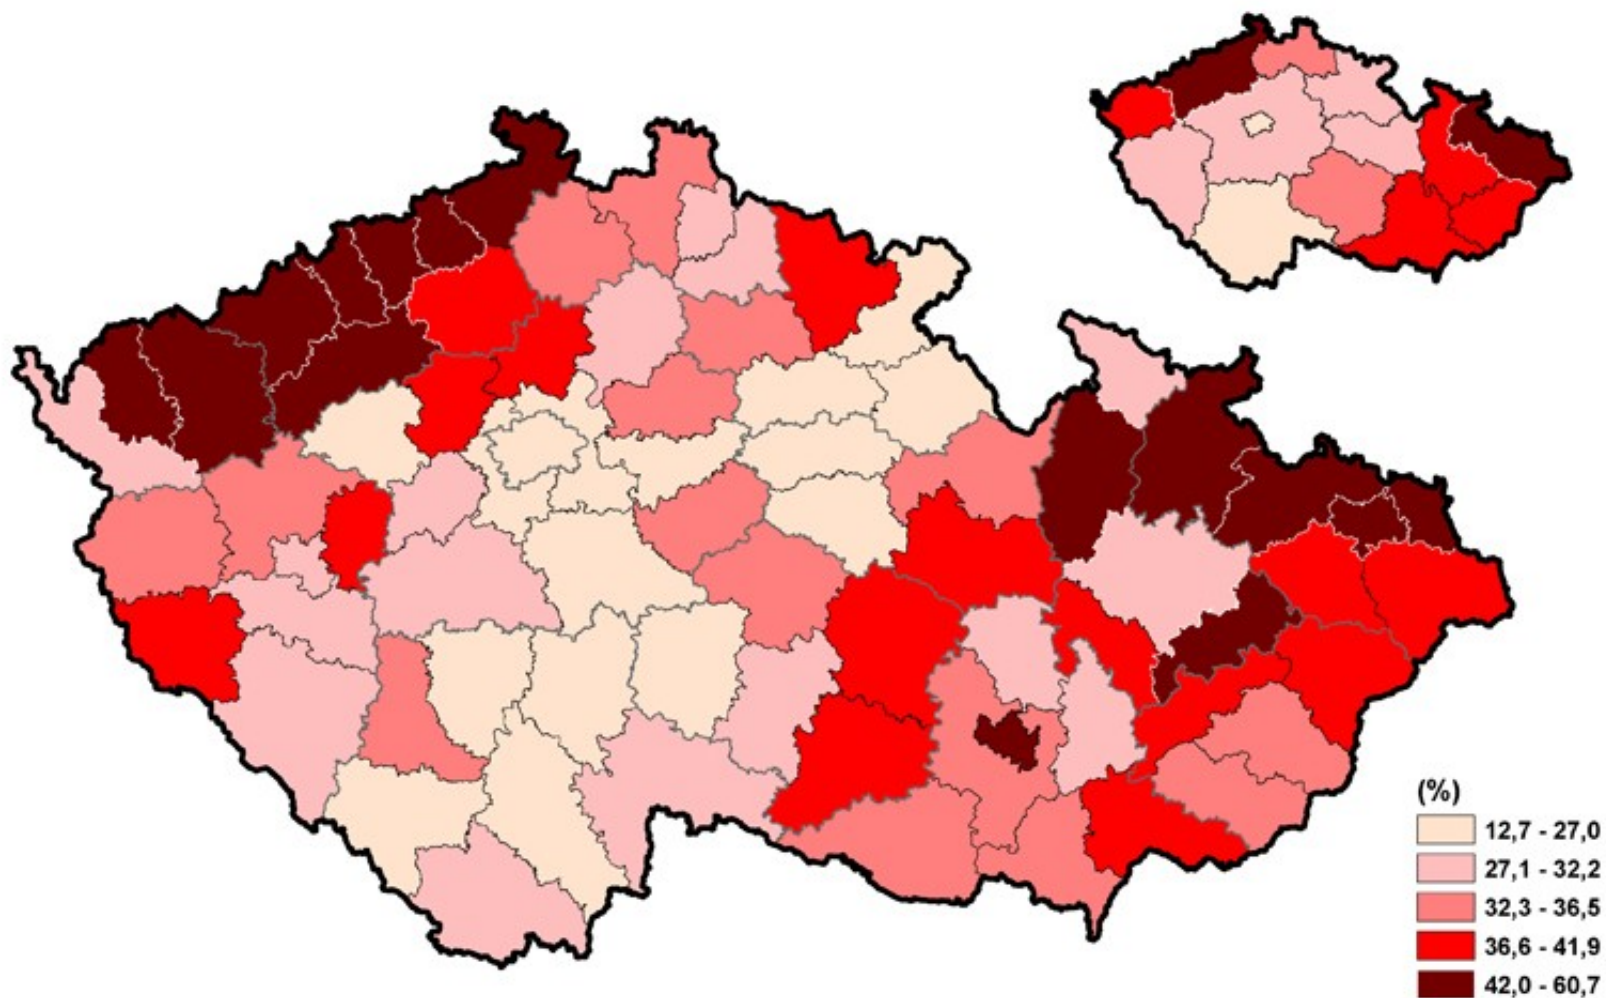 (%)
12,7 - 27,0
27,1 - 32,2
32,3 - 36,5
36,6 - 41,9
42,0 - 60,7